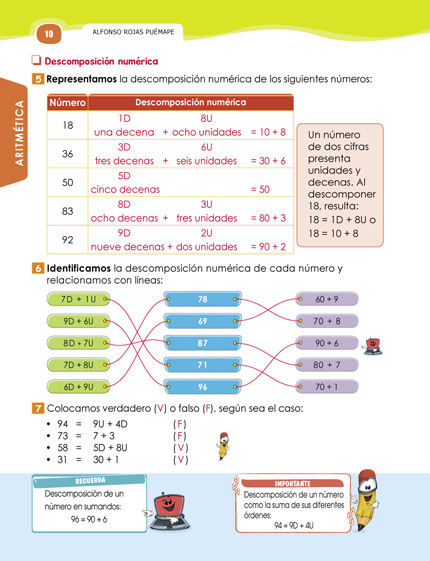 10
ALFONSO ROJAS PUÉMAPE
ARITMÉTICA
Descomposición numérica
5 Representamos la descomposición numérica de los siguientes números:
Número Descomposición numérica
18 1D 8U
una decena + ocho unidades = 10 + 8
36 3D 6U
tres decenas + seis unidades = 30 + 6
50 5D
cinco decenas = 50
83 8D 3U
ocho decenas + tres unidades = 80 + 3
92 9D 2U
nueve decenas + dos unidades = 90 + 2
Un número
de dos cifras
presenta
unidades y
decenas. Al
descomponer
18, resulta:
18 = 1D + 8U o
18 = 10 + 8
6 Identificamos la descomposición numérica de cada número y
relacionamos con líneas:
7D + 1U 78 60 + 9
9D + 6U 69 70 + 8
8D + 7U 87 90 + 6
7D + 8U 71 80 + 7
6D + 9U 96 70 + 1
7 Colocamos verdadero (V) o falso (F), según sea el caso:
• 94 = 9U + 4D (F)
• 73 = 7 + 3 (F)
• 58 = 5D + 8U (V)
• 31 = 30 + 1 (V)
RECUERDA
Descomposición de un
número en sumandos:
96 = 90 + 6
IMPORTANTE
Descomposición de un número
como la suma de sus diferentes
órdenes:
94 = 9D + 4U